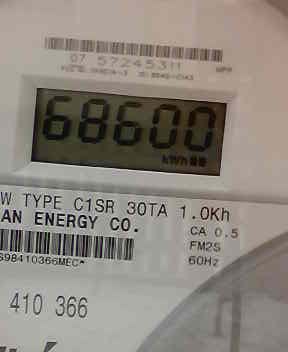 07 57245311
68600
kWh
W TYPE C1SR 30TA 1.0Kh
AN ENERGY CO.
CA 0.5
FM2S
S98410366MEC*
60Hz
410 366